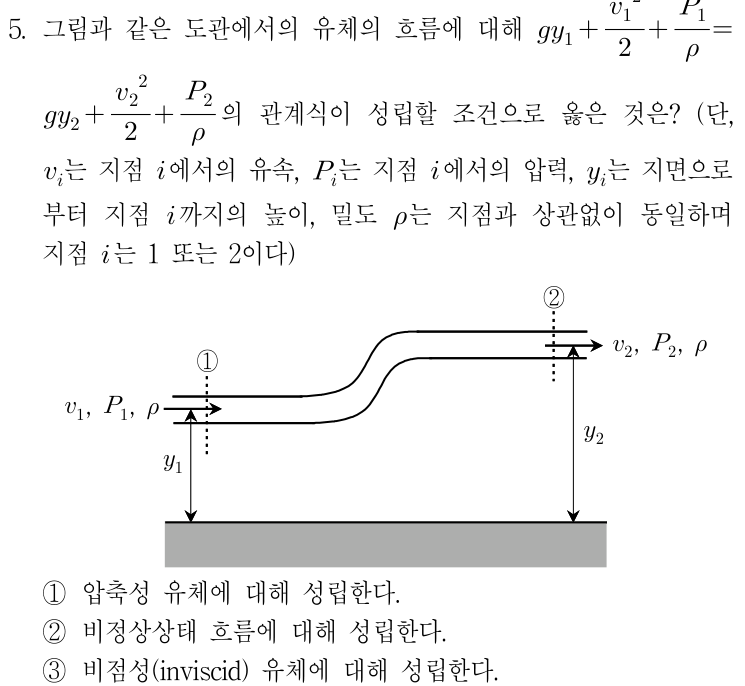 5. 그림과 같은 도관에서의 유체의 흐름에 대해 gy₁ + v₁²/2 + P₁/ρ =
gy₂ + v₂²/2 + P₂/ρ 의 관계식이 성립할 조건으로 옳은 것은? (단,
vᵢ는 지점 i에서의 유속, Pᵢ는 지점 i에서의 압력, yᵢ는 지면으로
부터 지점 i까지의 높이, 밀도 ρ는 지점과 상관없이 동일하며
지점 i는 1 또는 2이다)
②
v₂, P₂, ρ
①
v₁, P₁, ρ
y₂
y₁
① 압축성 유체에 대해 성립한다.
② 비정상상태 흐름에 대해 성립한다.
③ 비점성(inviscid) 유체에 대해 성립한다.